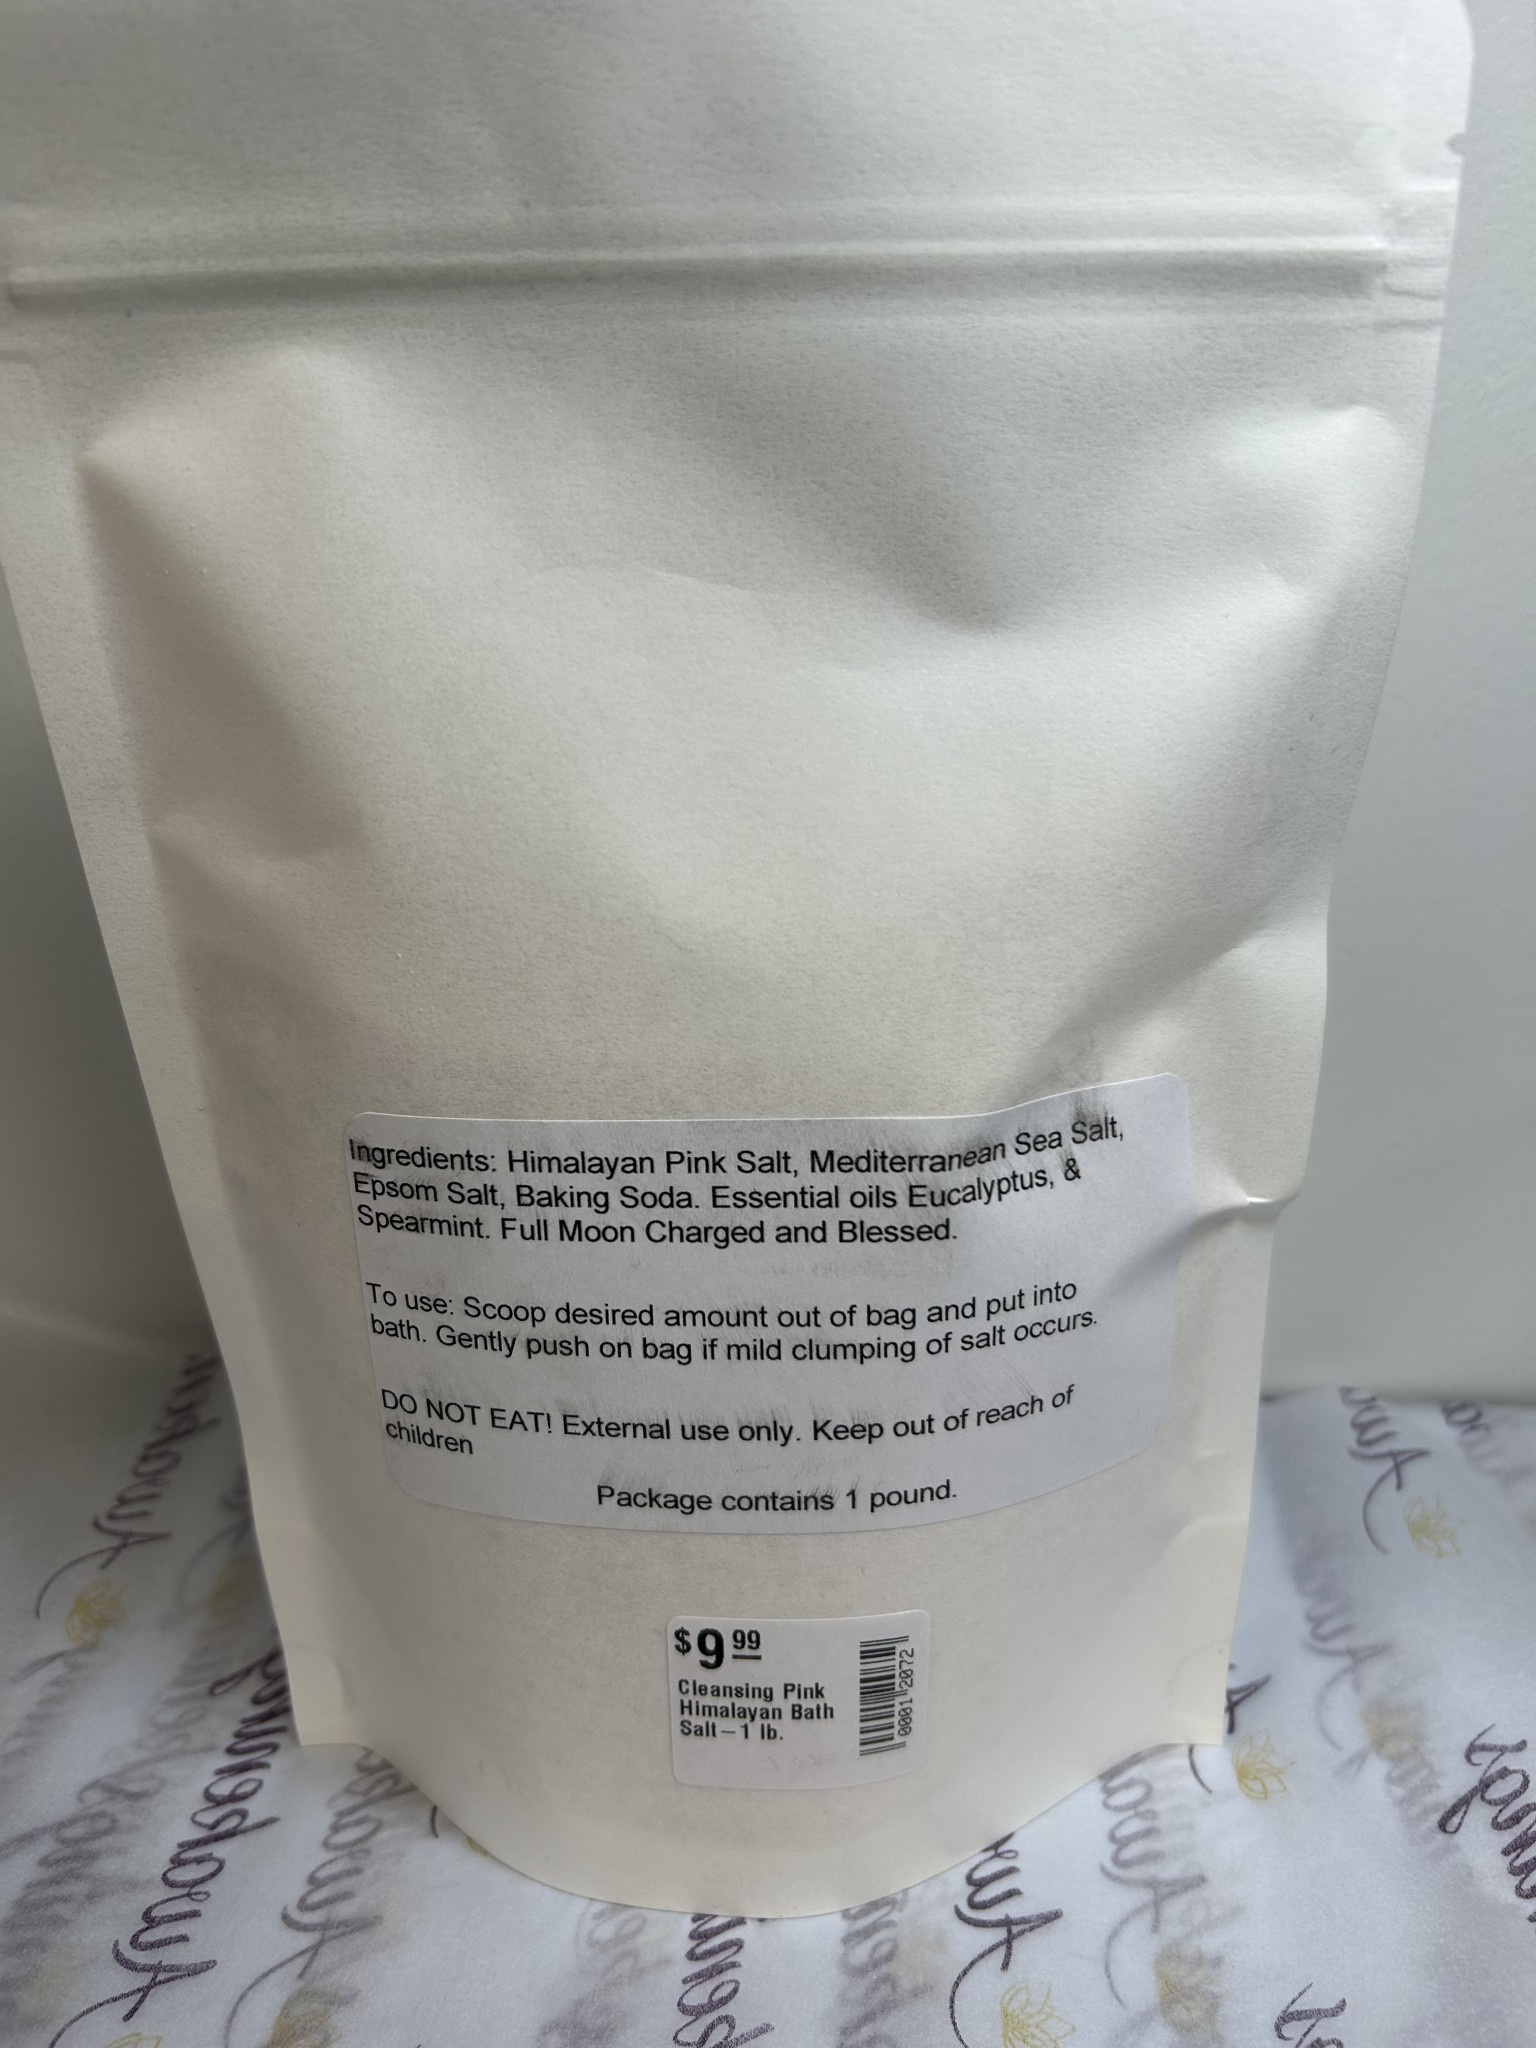 Ingredients: Himalayan Pink Salt, Mediterranean Sea Salt,
Epsom Salt, Baking Soda. Essential oils Eucalyptus, &
Spearmint. Full Moon Charged and Blessed.
To use: Scoop desired amount out of bag and put into
bath. Gently push on bag if mild clumping of salt occurs.
DO NOT EAT! External use only. Keep out of reach of
children
Package contains 1 pound.
$9 99
Cleansing Pink
Himalayan Bath
Salt – 1 lb.
0001 2072